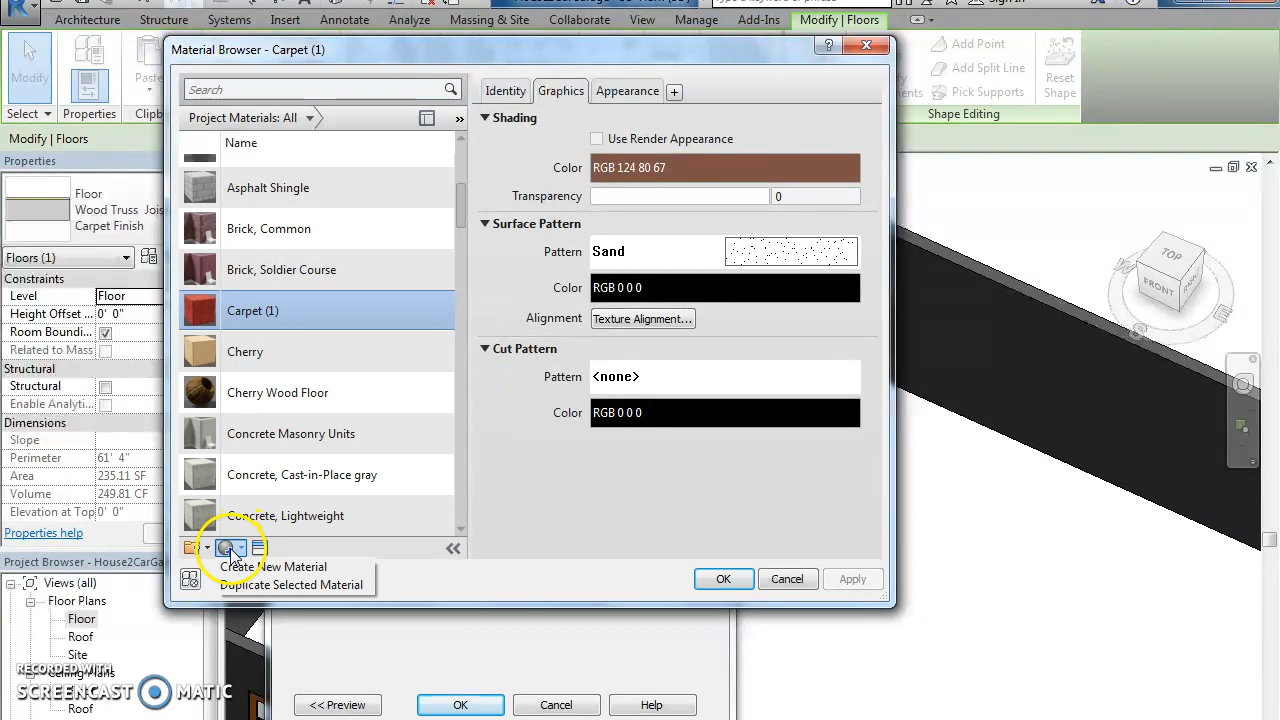 Architecture Structure Systems Insert Annotate Analyze Massing & Site Collaborate View Manage Add-Ins Modify | Floors
Modify
Paste
Add Point
Add Split Line
Pick Supports
Reset
Shape
Select Properties Clipb
Shape Editing
Modify | Floors
Properties
Floor
Wood Truss Jois
Carpet Finish
Floors (1)
Constraints
Level Floor
Height Offset ... 0' 0"
Room Boundi...
Related to Mass
Structural
Structural
Enable Analyti...
Dimensions
Slope
Perimeter 61' 4"
Area 235.11 SF
Volume 249.81 CF
Elevation at Top 0' 0"
Properties help
Project Browser - House2CarGa
Views (all)
Floor Plans
Floor
Roof
Site
Ceiling Plans
Roof
Material Browser - Carpet (1)
?
Search
Project Materials: All
»
Name
Asphalt Shingle
Brick, Common
Brick, Soldier Course
Carpet (1)
Cherry
Cherry Wood Floor
Concrete Masonry Units
Concrete, Cast-in-Place gray
Concrete, Lightweight
Create New Material
Duplicate Selected Material
Identity Graphics Appearance +
Shading
Use Render Appearance
Color RGB 124 80 67
Transparency 0
Surface Pattern
Pattern Sand
Color RGB 0 0 0
Alignment Texture Alignment...
Cut Pattern
Pattern <none>
Color RGB 0 0 0
OK Cancel Apply
<< Preview OK Cancel Help
TOP
FRONT
W
S
E
RECORDED WITH
SCREENCAST MATIC